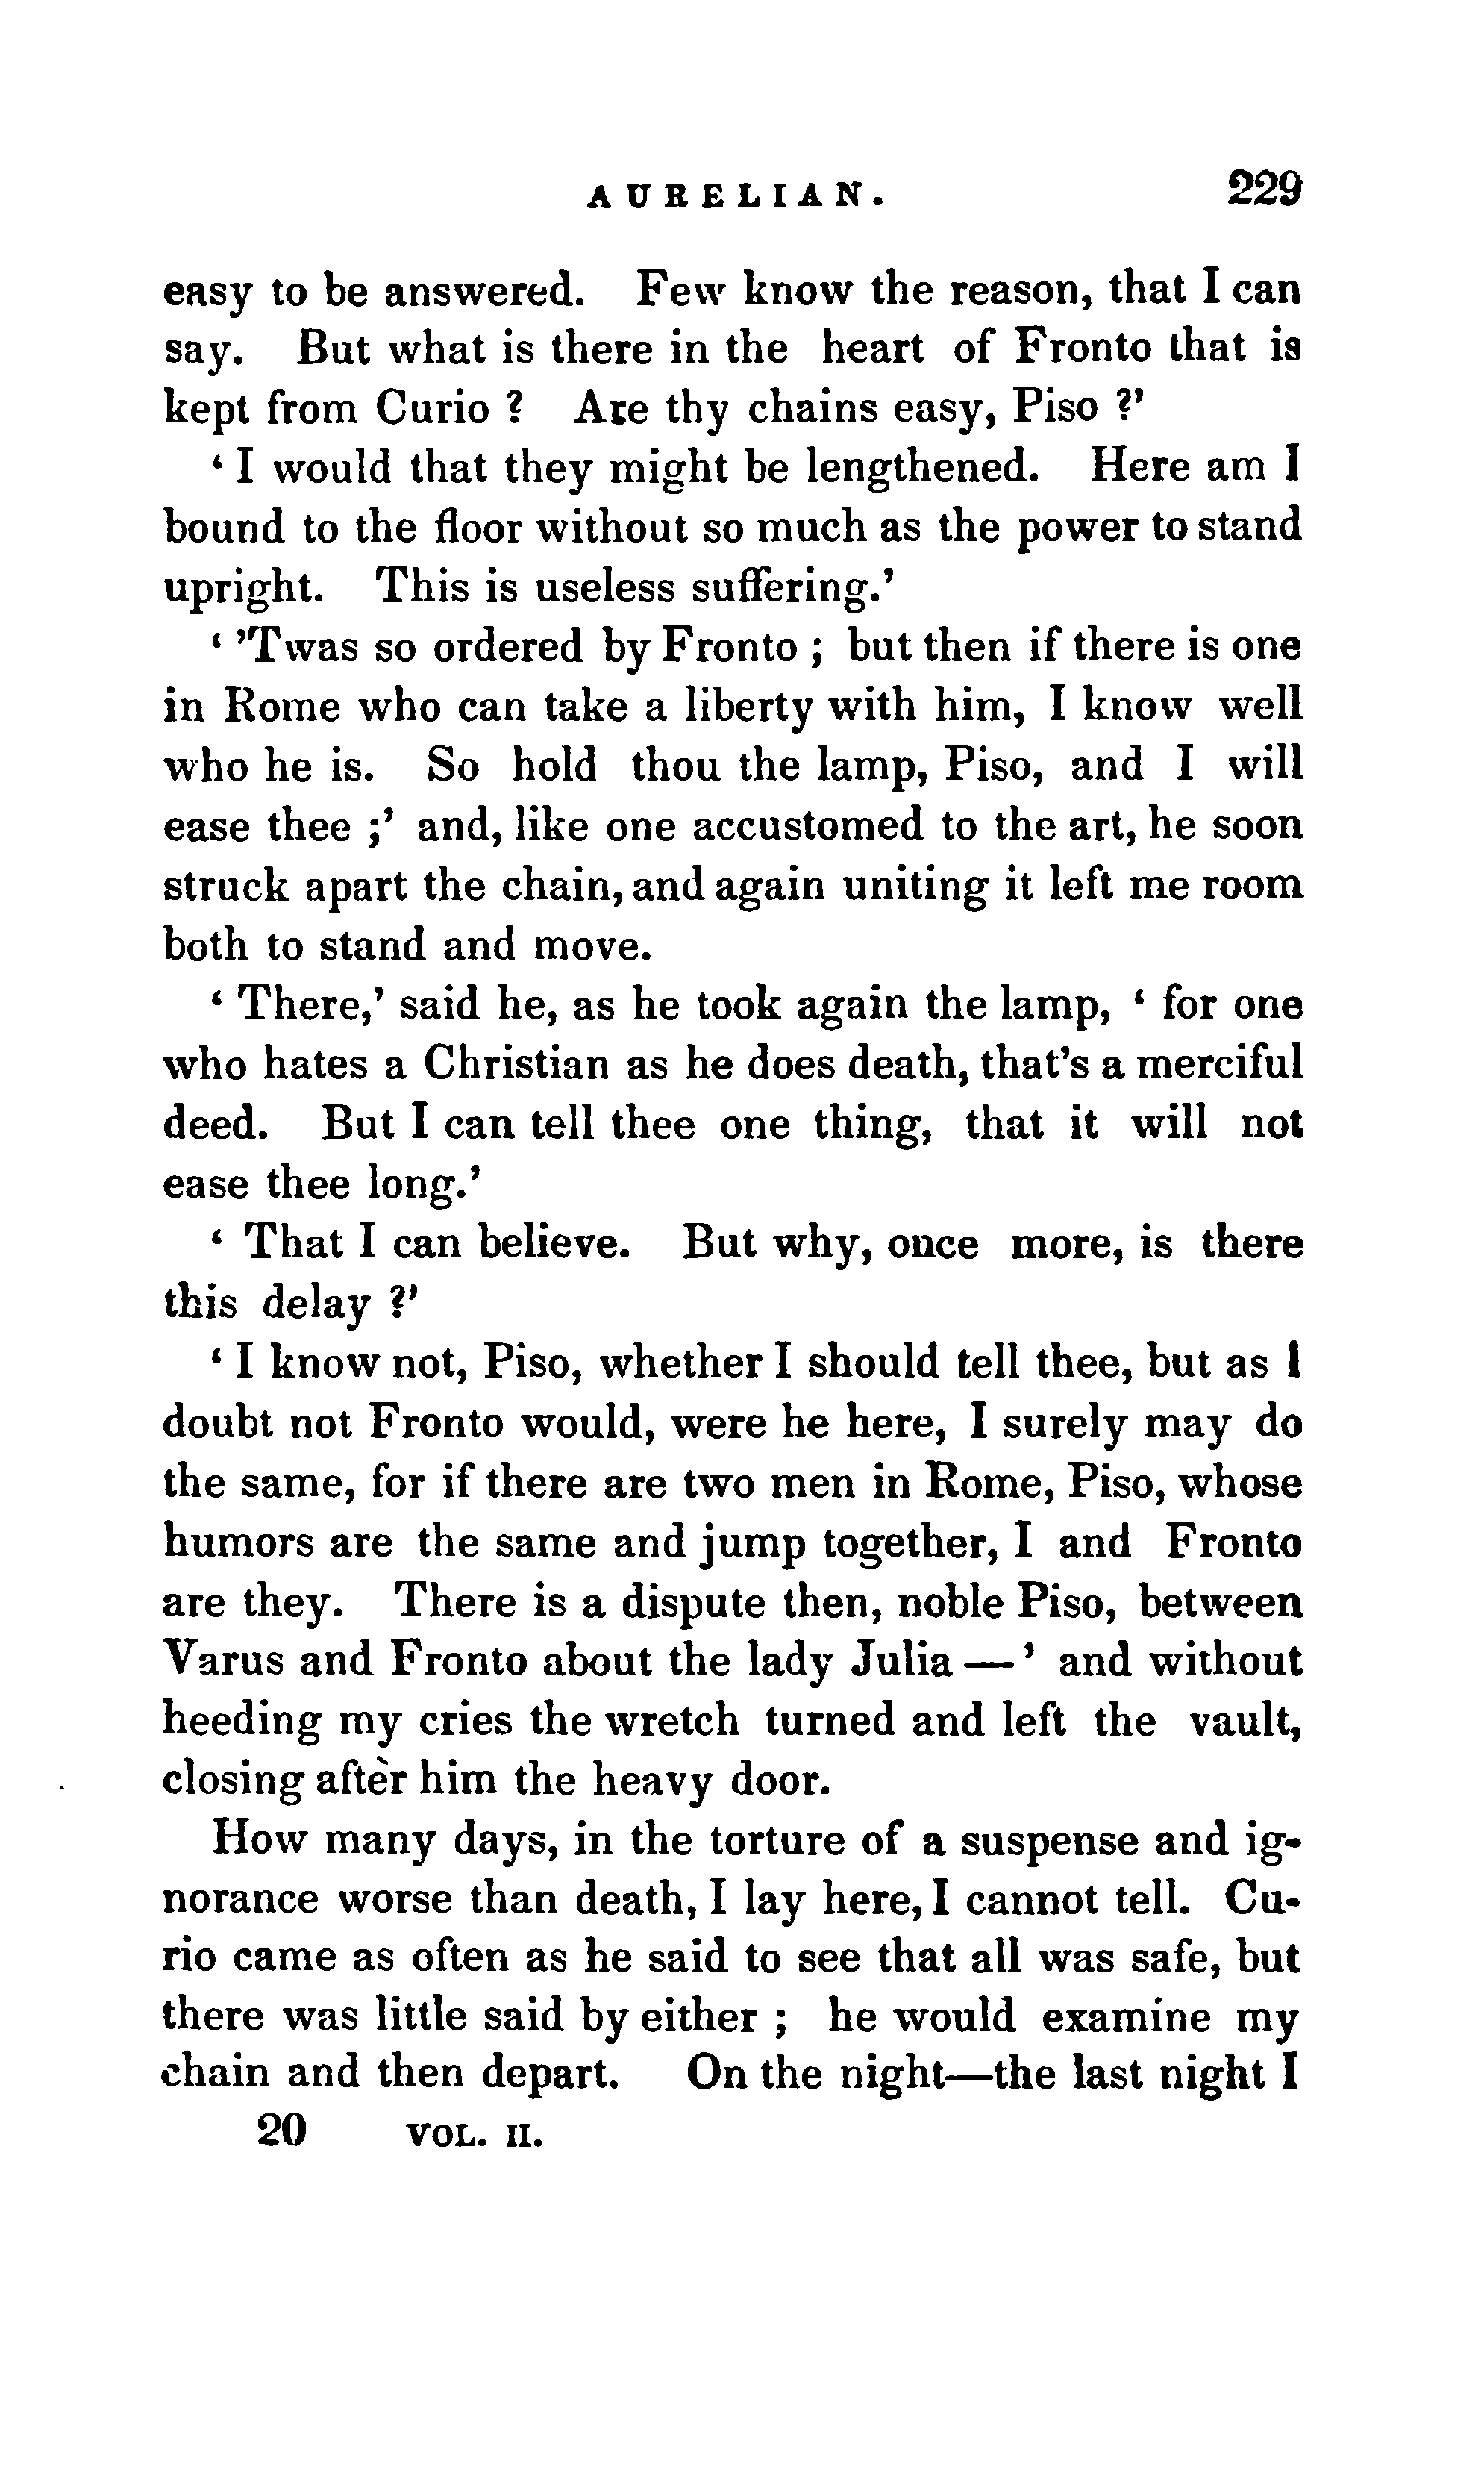 AURELIAN. 229
easy to be answered. Few know the reason, that I can
say. But what is there in the heart of Fronto that is
kept from Curio ? Are thy chains easy, Piso ?'
‘ I would that they might be lengthened. Here am I
bound to the floor without so much as the power to stand
upright. This is useless suffering.’
‘ ’Twas so ordered by Fronto ; but then if there is one
in Rome who can take a liberty with him, I know well
who he is. So hold thou the lamp, Piso, and I will
ease thee ;’ and, like one accustomed to the art, he soon
struck apart the chain, and again uniting it left me room
both to stand and move.
‘ There,’ said he, as he took again the lamp, ‘ for one
who hates a Christian as he does death, that’s a merciful
deed. But I can tell thee one thing, that it will not
ease thee long.’
‘ That I can believe. But why, once more, is there
this delay ?’
‘ I know not, Piso, whether I should tell thee, but as I
doubt not Fronto would, were he here, I surely may do
the same, for if there are two men in Rome, Piso, whose
humors are the same and jump together, I and Fronto
are they. There is a dispute then, noble Piso, between
Varus and Fronto about the lady Julia — ’ and without
heeding my cries the wretch turned and left the vault,
closing after him the heavy door.
How many days, in the torture of a suspense and ig-
norance worse than death, I lay here, I cannot tell. Cu-
rio came as often as he said to see that all was safe, but
there was little said by either ; he would examine my
chain and then depart. On the night—the last night I
20 VOL. II.